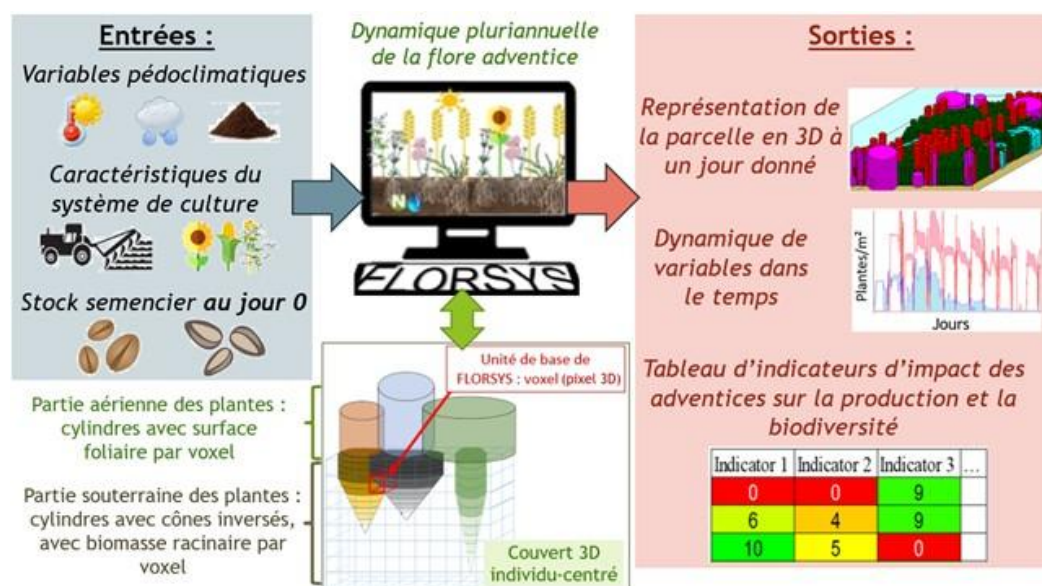 Entrées :
Variables pédoclimatiques
Caractéristiques du
système de culture
Stock semencier au jour 0
Dynamique pluriannuelle
de la flore adventice
N
FLORSYS
Unité de base de
FLORSYS : voxel (pixel 3D)
Partie aérienne des plantes :
cylindres avec surface
foliaire par voxel
Partie souterraine des plantes :
cylindres avec cônes inversés,
avec biomasse racinaire par
voxel
Couvert 3D
individu-centré
Sorties :
Représentation de
la parcelle en 3D à
un jour donné
Dynamique de
variables dans
le temps
Plantes/m²
Jours
Tableau d'indicateurs d'impact des
adventices sur la production et la
biodiversité
Indicator 1 Indicator 2 Indicator 3 ...
0 0 9
6 4 9
10 5 0